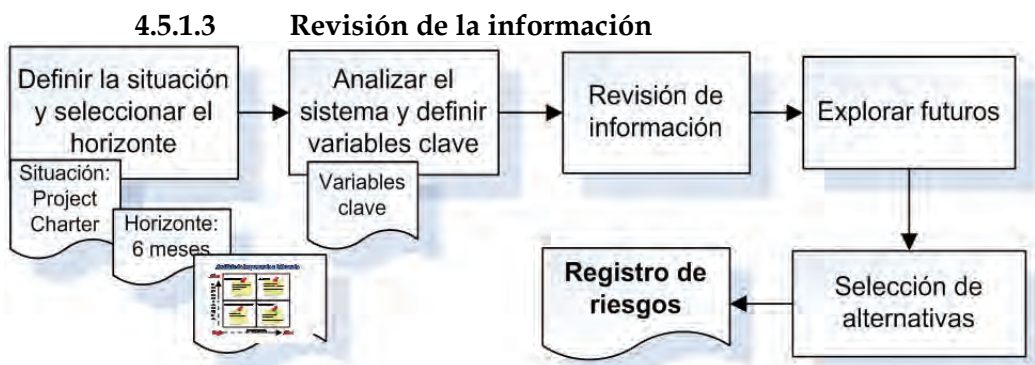 4.5.1.3 Revisión de la información
Definir la situación
y seleccionar el
horizonte
Situación:
Project
Charter
Horizonte:
6 meses
Analizar el
sistema y definir
variables clave
Variables
clave
Revisión de
información
Explorar futuros
Selección de
alternativas
Registro de
riesgos